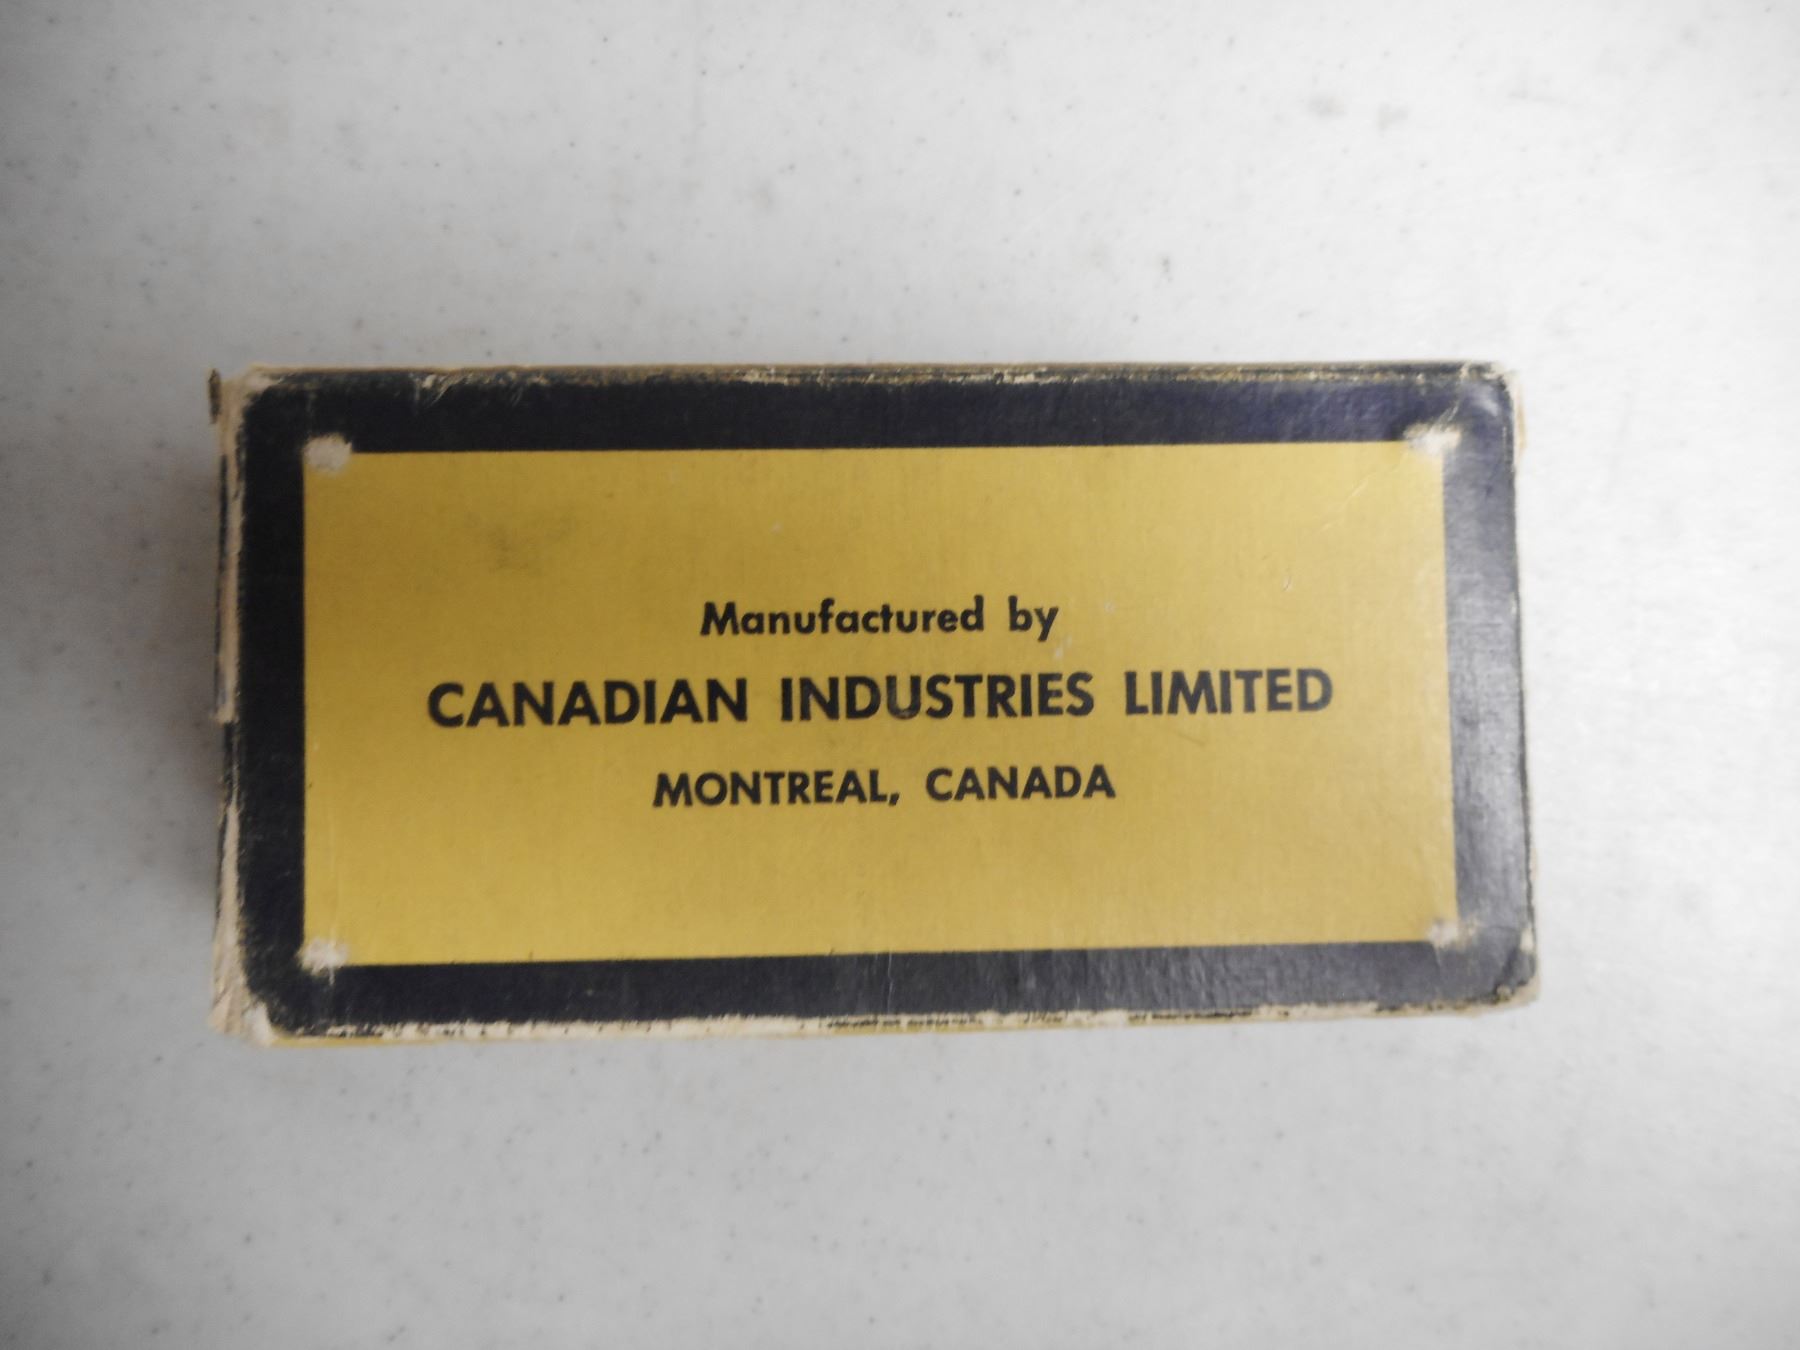 Manufactured by
CANADIAN INDUSTRIES LIMITED
MONTREAL, CANADA